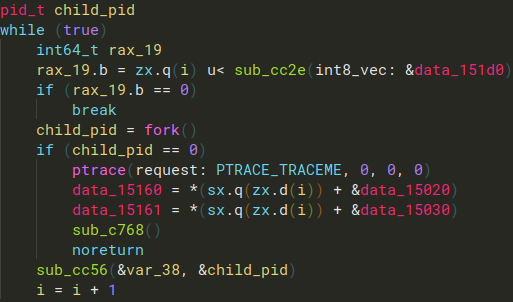 pid_t child_pid
while (true)
int64_t rax_19
rax_19.b = zx.q(i) u< sub_cc2e(int8_vec: &data_151d0)
if (rax_19.b == 0)
break
child_pid = fork()
if (child_pid == 0)
ptrace(request: PTRACE_TRACEME, 0, 0, 0)
data_15160 = *(sx.q(zx.d(i)) + &data_15020)
data_15161 = *(sx.q(zx.d(i)) + &data_15030)
sub_c768()
noreturn
sub_cc56(&var_38, &child_pid)
i = i + 1